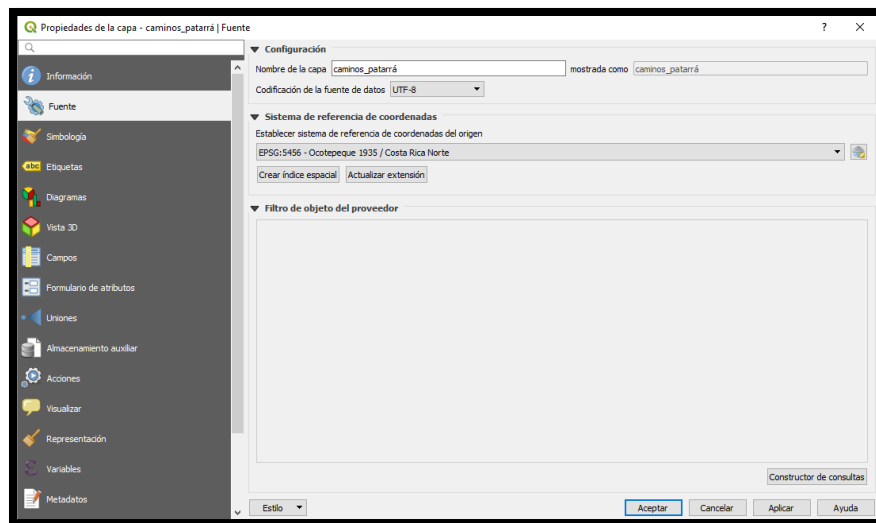 Propiedades de la capa - caminos_patarrá | Fuente
? ×
Información
Fuente
Simbología
abc Etiquetas
Diagramas
Vista 3D
Campos
Formulario de atributos
Uniones
Almacenamiento auxiliar
Acciones
Visualizar
Representación
Variables
Metadatos
Configuración
Nombre de la capa caminos_patarrá mostrada como caminos_patarrá
Codificación de la fuente de datos UTF-8
Sistema de referencia de coordenadas
Establecer sistema de referencia de coordenadas del origen
EPSG:5456 - Ocotepeque 1935 / Costa Rica Norte
Crear índice espacial Actualizar extensión
Filtro de objeto del proveedor
Constructor de consultas
Estilo Aceptar Cancelar Aplicar Ayuda